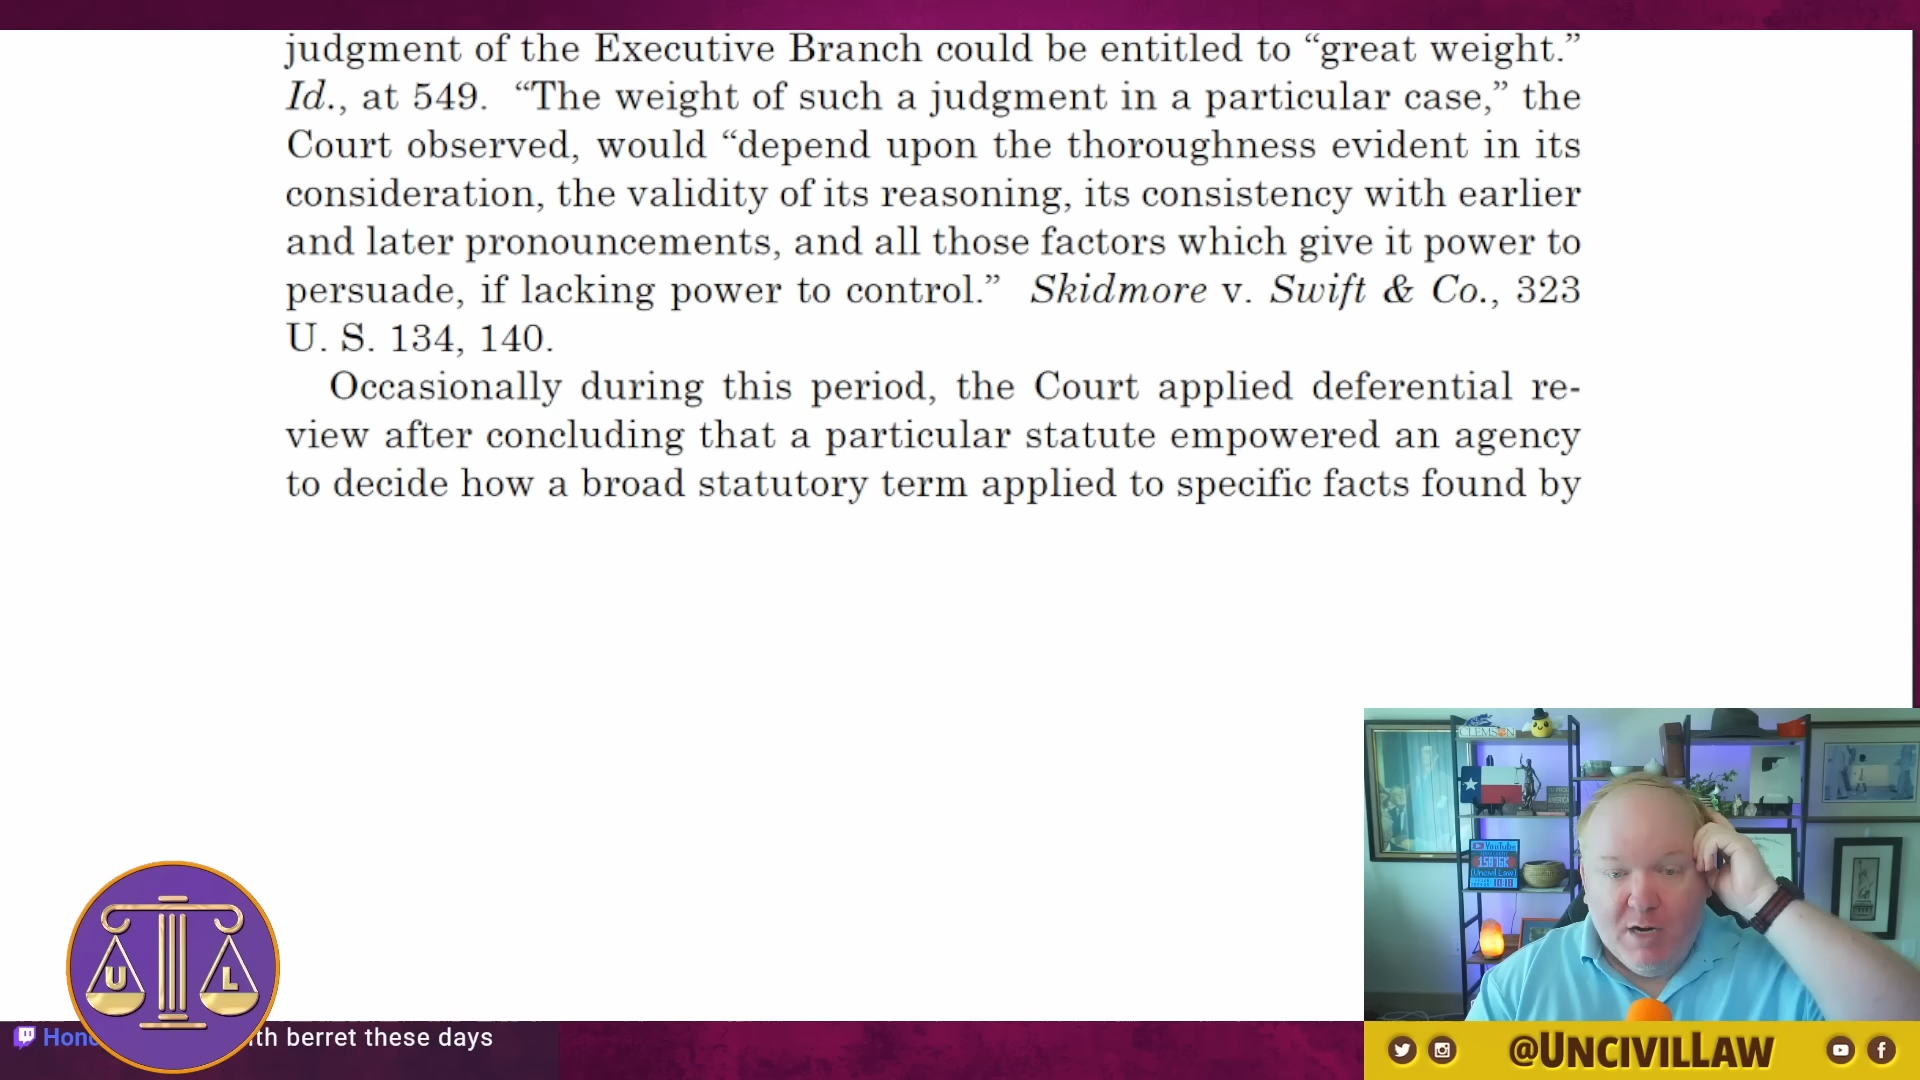 judgment of the Executive Branch could be entitled to “great weight.”
Id., at 549. “The weight of such a judgment in a particular case,” the
Court observed, would “depend upon the thoroughness evident in its
consideration, the validity of its reasoning, its consistency with earlier
and later pronouncements, and all those factors which give it power to
persuade, if lacking power to control.” Skidmore v. Swift & Co., 323
U. S. 134, 140.
Occasionally during this period, the Court applied deferential re-
view after concluding that a particular statute empowered an agency
to decide how a broad statutory term applied to specific facts found by
CLEMSON
YouTube
(Uncivil Law)
U L
berret these days
@UNCIVILLAW